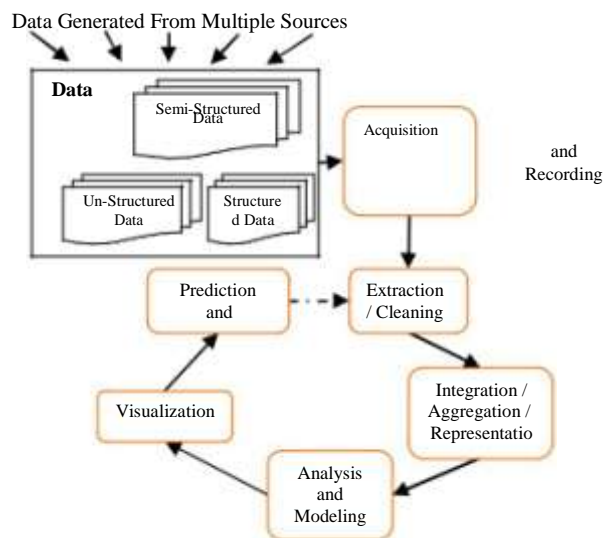 Data Generated From Multiple Sources
Data
Semi-Structured
Data
Un-Structured
Data
Structure
d Data
Acquisition
and
Recording
Prediction
and
Extraction
/ Cleaning
Visualization
Integration /
Aggregation /
Representatio
Analysis
and
Modeling